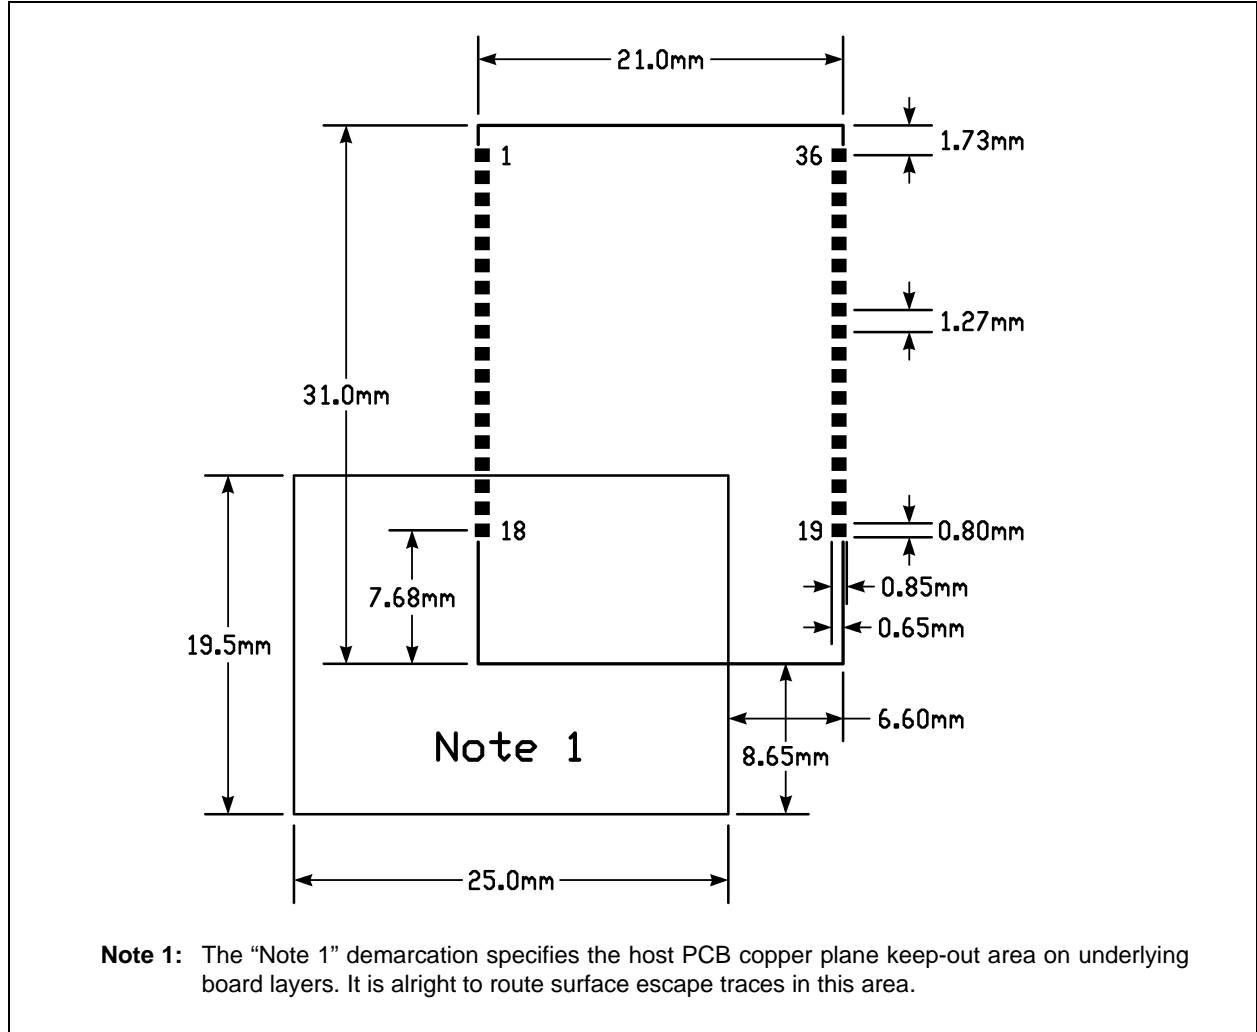 21.0mm
1.73mm
1
36
1.27mm
31.0mm
18
19
0.80mm
7.68mm
0.85mm
0.65mm
19.5mm
6.60mm
Note 1
8.65mm
25.0mm
Note 1: The “Note 1” demarcation specifies the host PCB copper plane keep-out area on underlying
board layers. It is alright to route surface escape traces in this area.